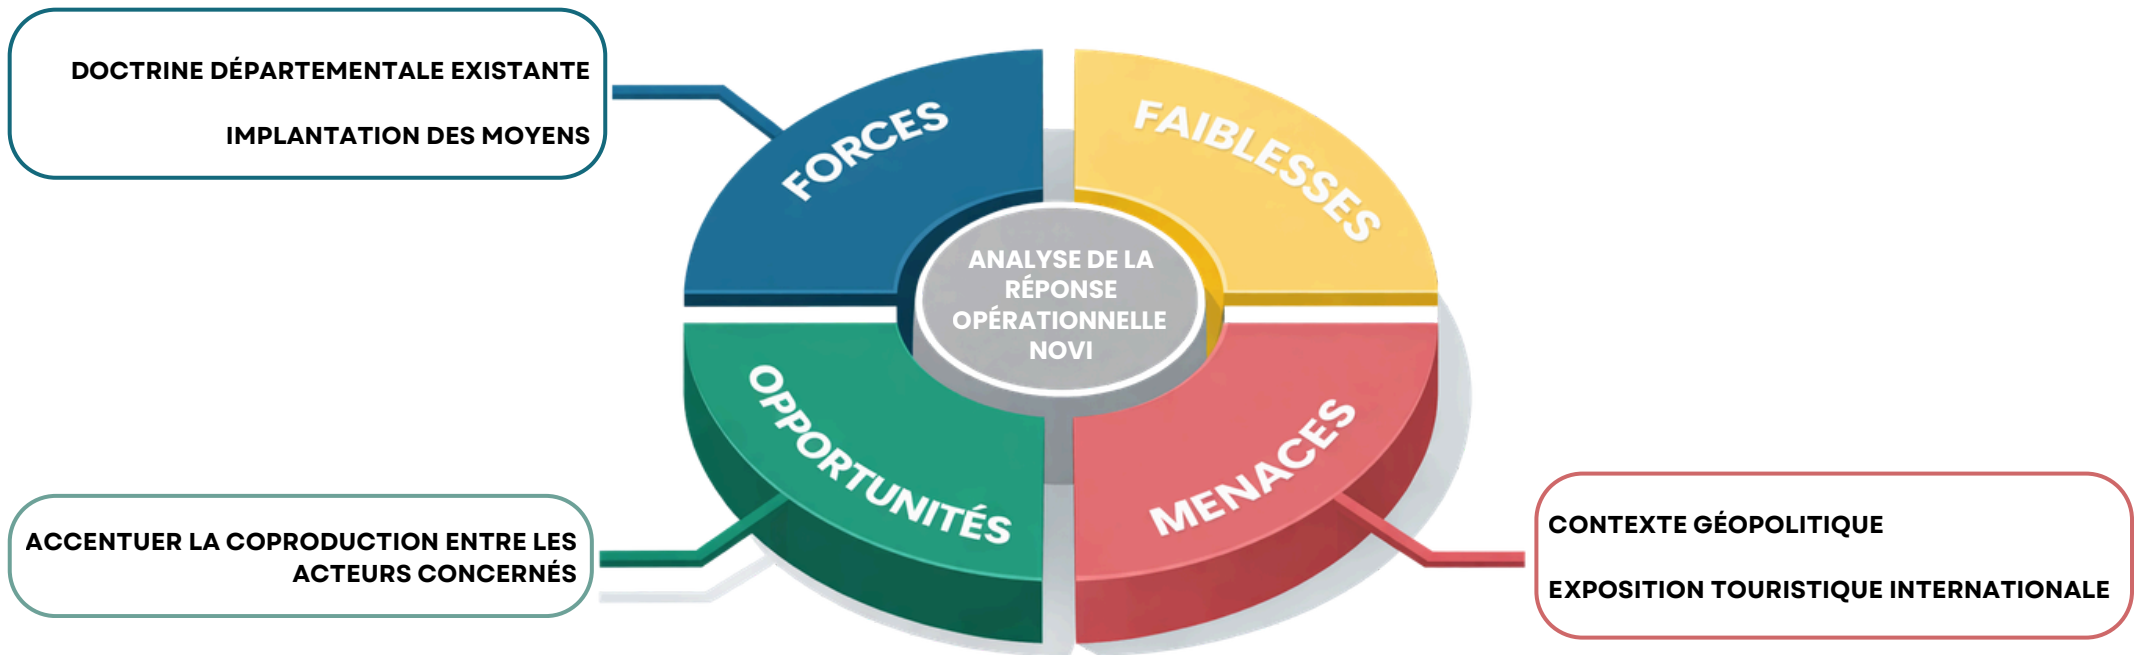 DOCTRINE DÉPARTEMENTALE EXISTANTE
IMPLANTATION DES MOYENS
FORCES
FAIBLESSES
ANALYSE DE LA
RÉPONSE
OPÉRATIONNELLE
NOVI
OPPORTUNITÉS
MENACES
ACCENTUER LA COPRODUCTION ENTRE LES
ACTEURS CONCERNÉS
CONTEXTE GÉOPOLITIQUE
EXPOSITION TOURISTIQUE INTERNATIONALE